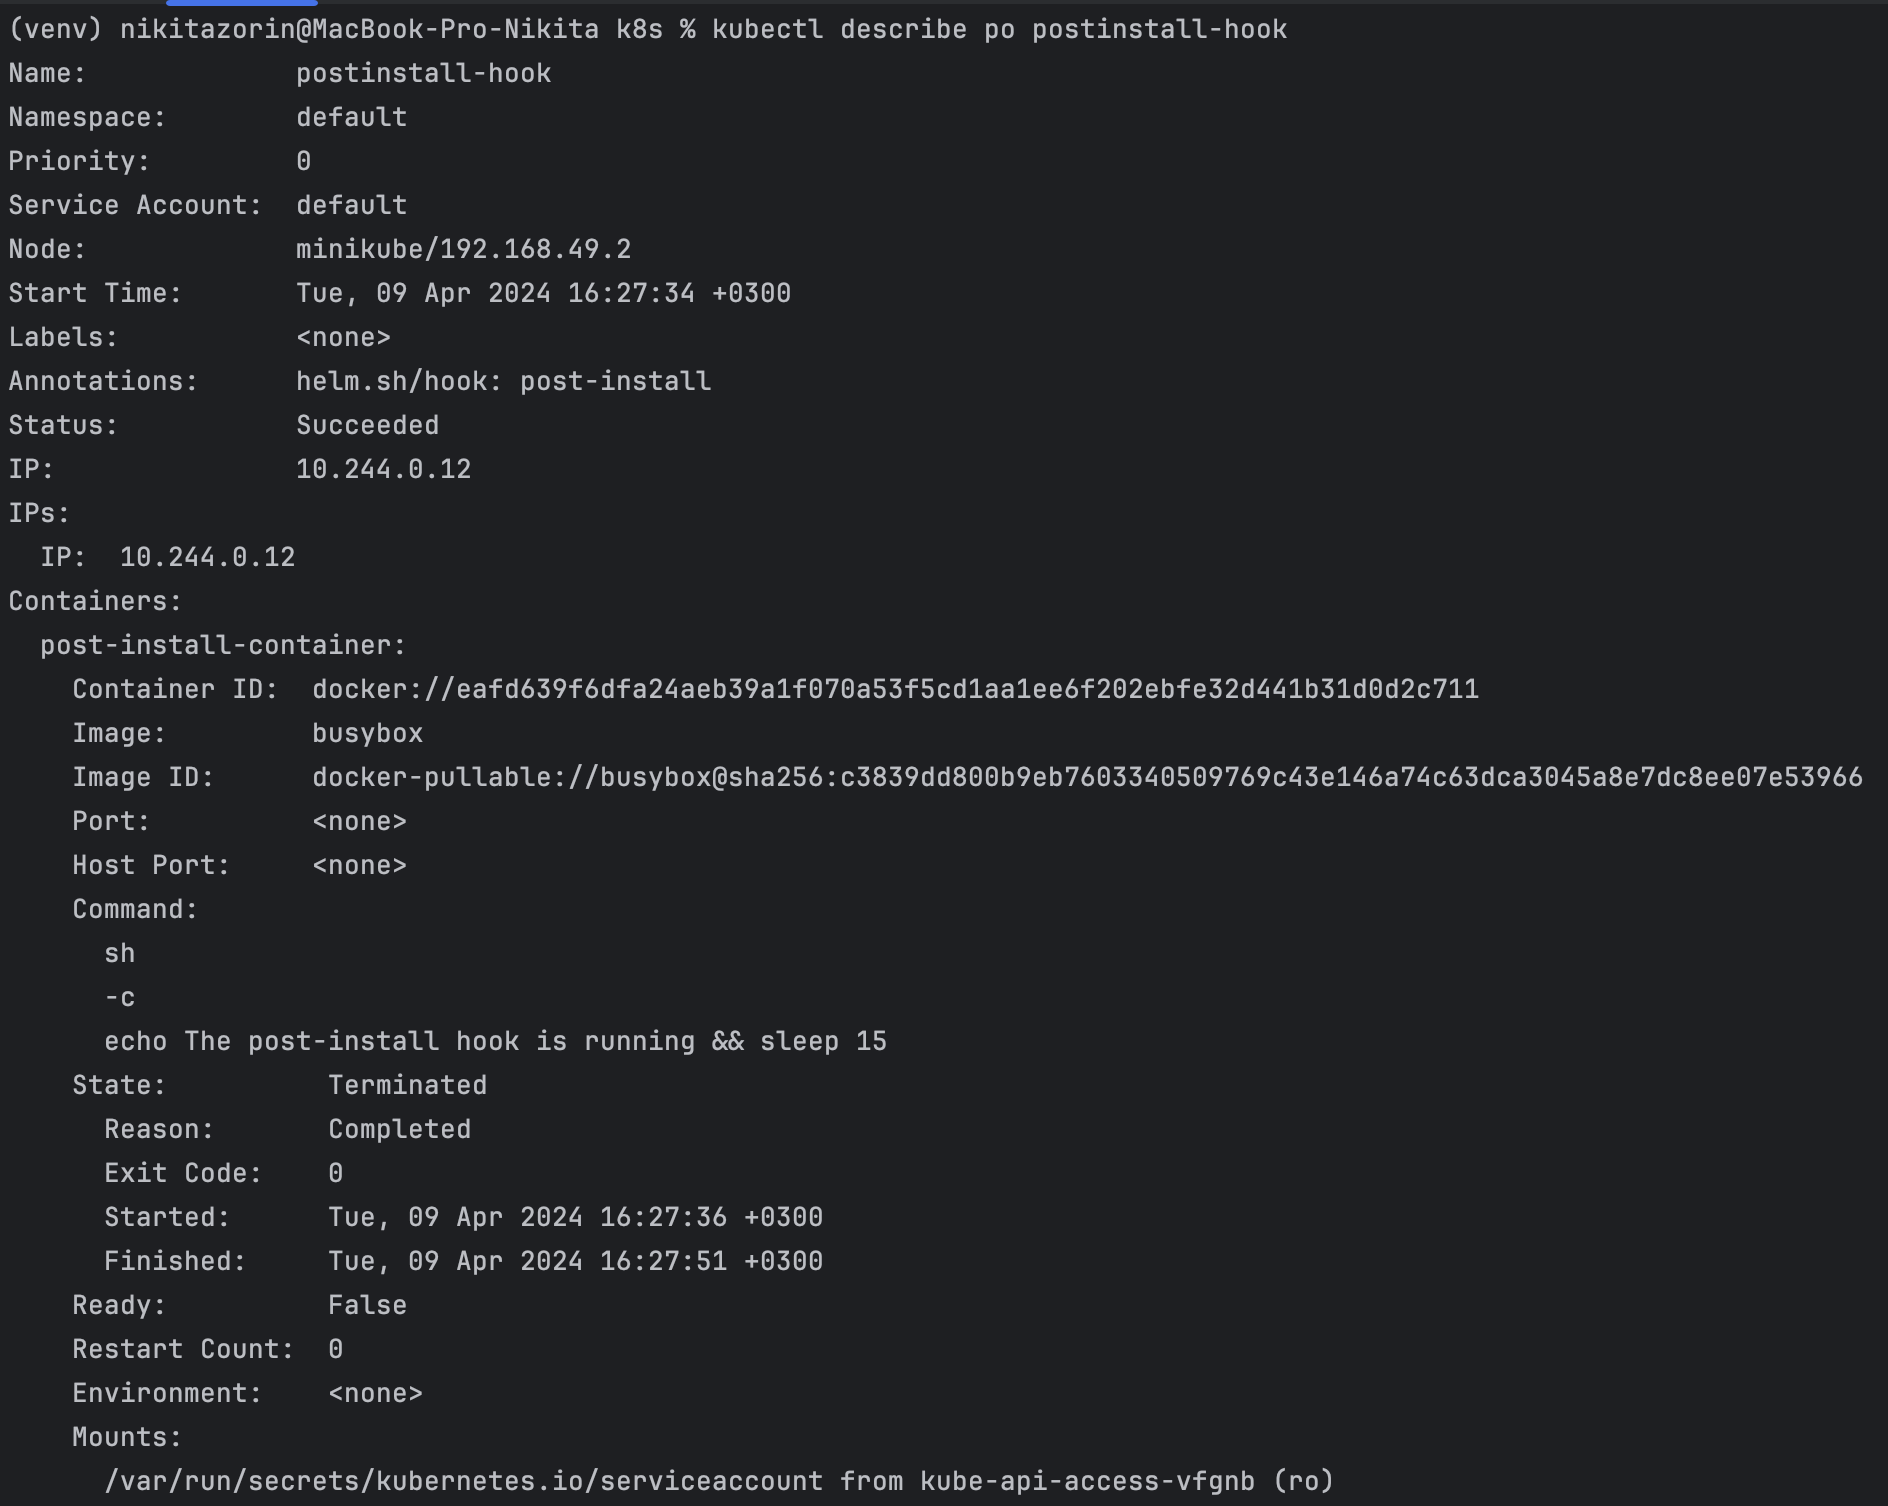 (venv) nikitazorin@MacBook-Pro-Nikita k8s % kubectl describe po postinstall-hook
Name:             postinstall-hook
Namespace:        default
Priority:         0
Service Account:  default
Node:             minikube/192.168.49.2
Start Time:       Tue, 09 Apr 2024 16:27:34 +0300
Labels:           <none>
Annotations:      helm.sh/hook: post-install
Status:           Succeeded
IP:               10.244.0.12
IPs:
  IP:  10.244.0.12
Containers:
  post-install-container:
    Container ID:  docker://eafd639f6dfa24aeb39a1f070a53f5cd1aa1ee6f202ebfe32d441b31d0d2c711
    Image:         busybox
    Image ID:      docker-pullable://busybox@sha256:c3839dd800b9eb7603340509769c43e146a74c63dca3045a8e7dc8ee07e53966
    Port:          <none>
    Host Port:     <none>
    Command:
      sh
      -c
      echo The post-install hook is running && sleep 15
    State:          Terminated
      Reason:       Completed
      Exit Code:    0
      Started:      Tue, 09 Apr 2024 16:27:36 +0300
      Finished:     Tue, 09 Apr 2024 16:27:51 +0300
    Ready:          False
    Restart Count:  0
    Environment:    <none>
    Mounts:
      /var/run/secrets/kubernetes.io/serviceaccount from kube-api-access-vfgnb (ro)